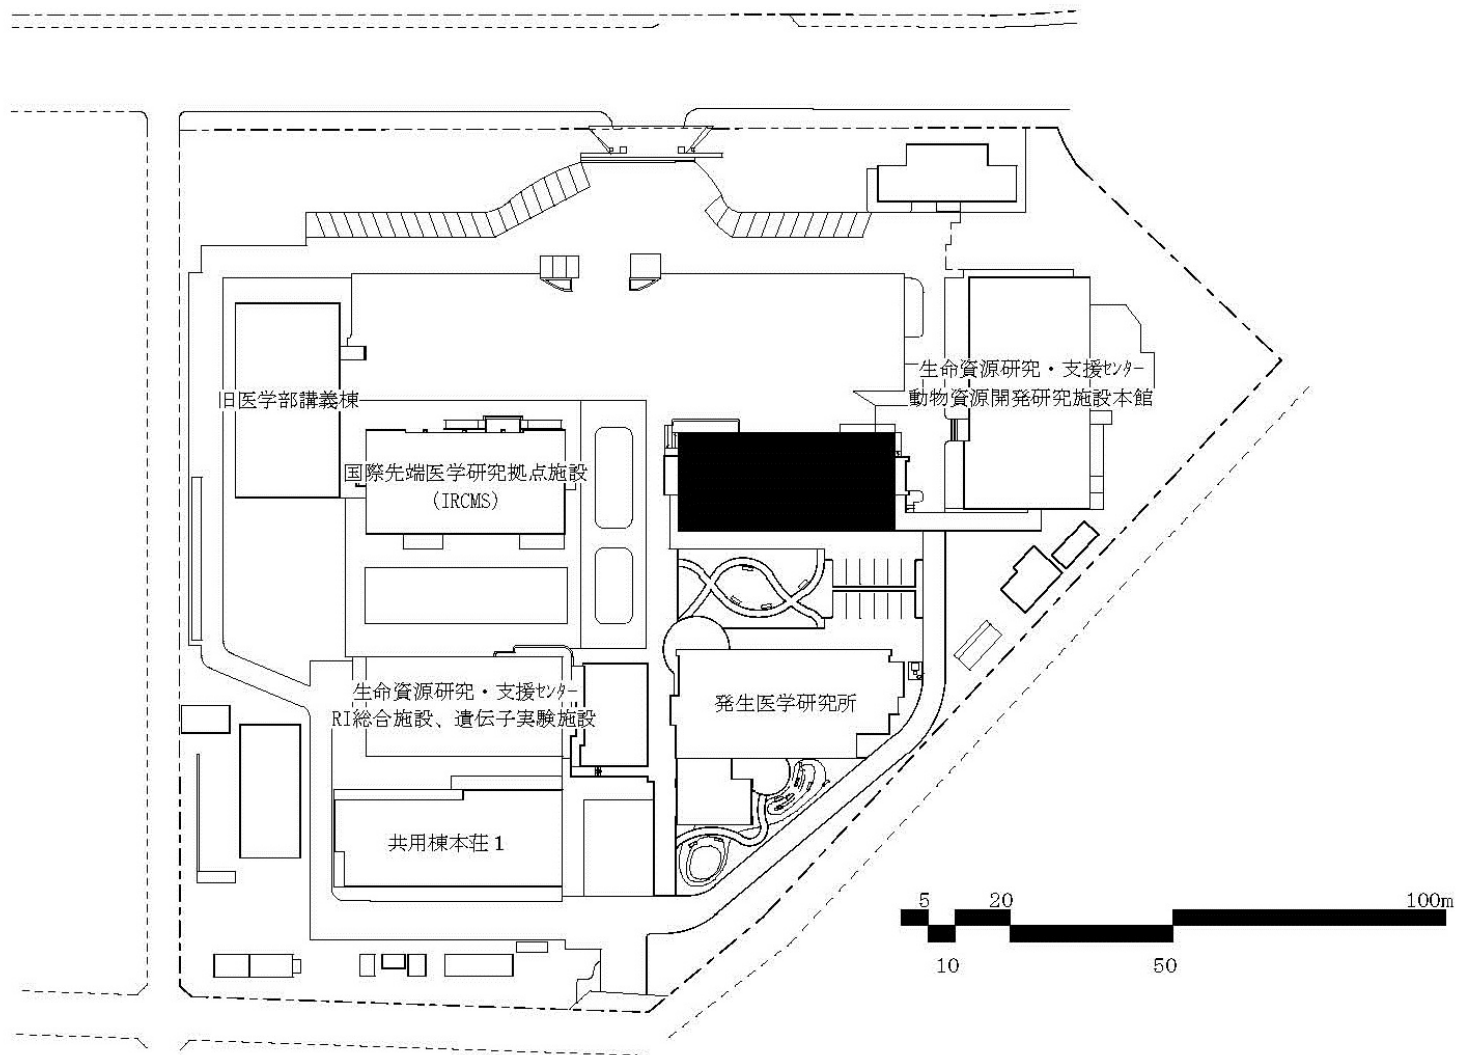 生命資源研究・支援ｾﾝﾀｰ
動物資源開発研究施設本館
旧医学部講義棟
国際先端医学研究拠点施設
(IRCMS)
生命資源研究・支援ｾﾝﾀｰ
RI総合施設、遺伝子実験施設
発生医学研究所
共用棟本荘１
5
20
100m
10
50